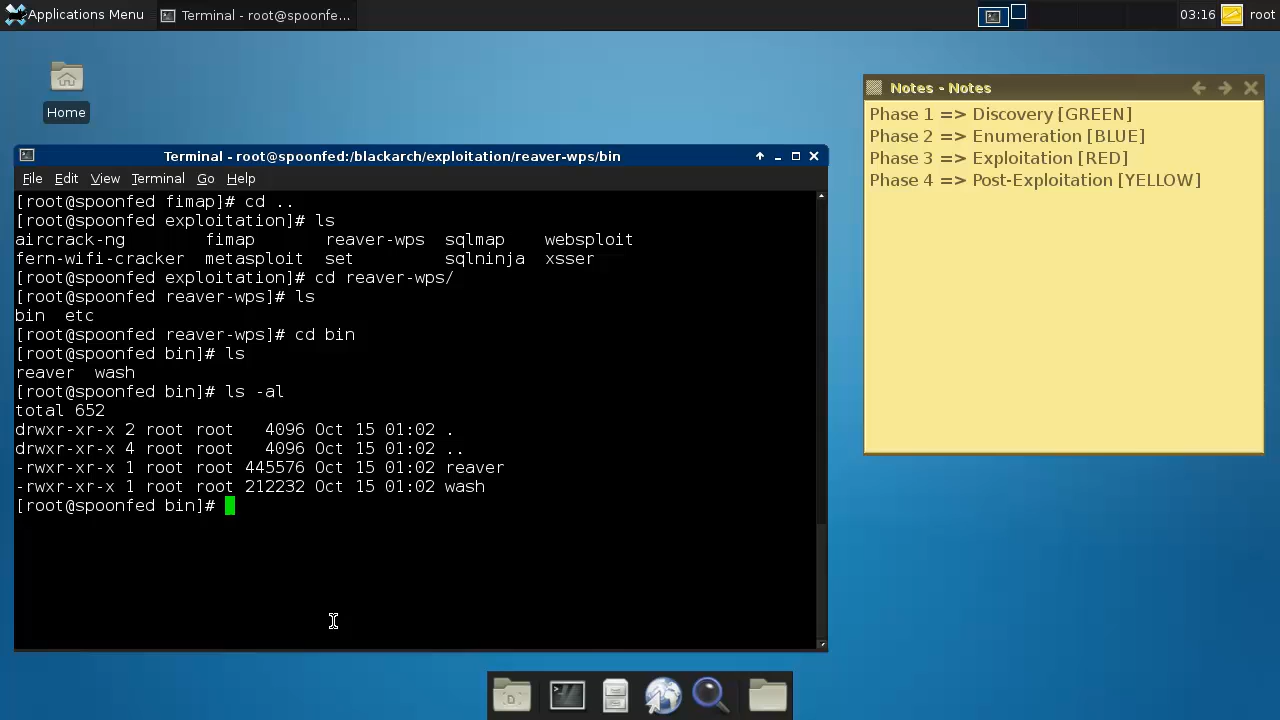 Applications Menu
Terminal - root@spoonfe...
03:16
root
Home
Terminal - root@spoonfed:/blackarch/exploitation/reaver-wps/bin
File Edit View Terminal Go Help
[root@spoonfed fimap]# cd ..
[root@spoonfed exploitation]# ls
aircrack-ng fimap reaver-wps sqlmap websploit
fern-wifi-cracker metasploit set sqlninja xsser
[root@spoonfed exploitation]# cd reaver-wps/
[root@spoonfed reaver-wps]# ls
bin etc
[root@spoonfed reaver-wps]# cd bin
[root@spoonfed bin]# ls
reaver wash
[root@spoonfed bin]# ls -al
total 652
drwxr-xr-x 2 root root 4096 Oct 15 01:02 .
drwxr-xr-x 4 root root 4096 Oct 15 01:02 ..
-rwxr-xr-x 1 root root 445576 Oct 15 01:02 reaver
-rwxr-xr-x 1 root root 212232 Oct 15 01:02 wash
[root@spoonfed bin]#
Notes - Notes
Phase 1 => Discovery [GREEN]
Phase 2 => Enumeration [BLUE]
Phase 3 => Exploitation [RED]
Phase 4 => Post-Exploitation [YELLOW]